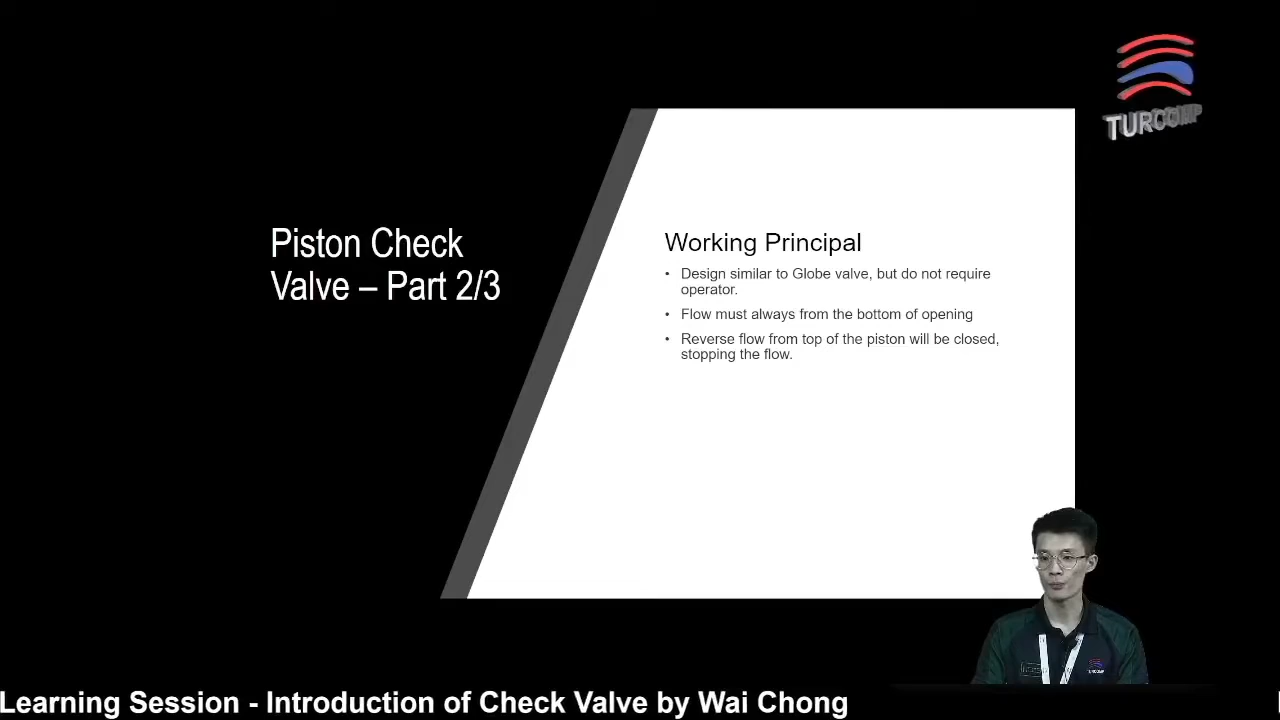 TURCOMP
Piston Check
Valve – Part 2/3
Working Principal
• Design similar to Globe valve, but do not require
operator.
• Flow must always from the bottom of opening
• Reverse flow from top of the piston will be closed,
stopping the flow.
TURCOMP
Learning Session - Introduction of Check Valve by Wai Chong